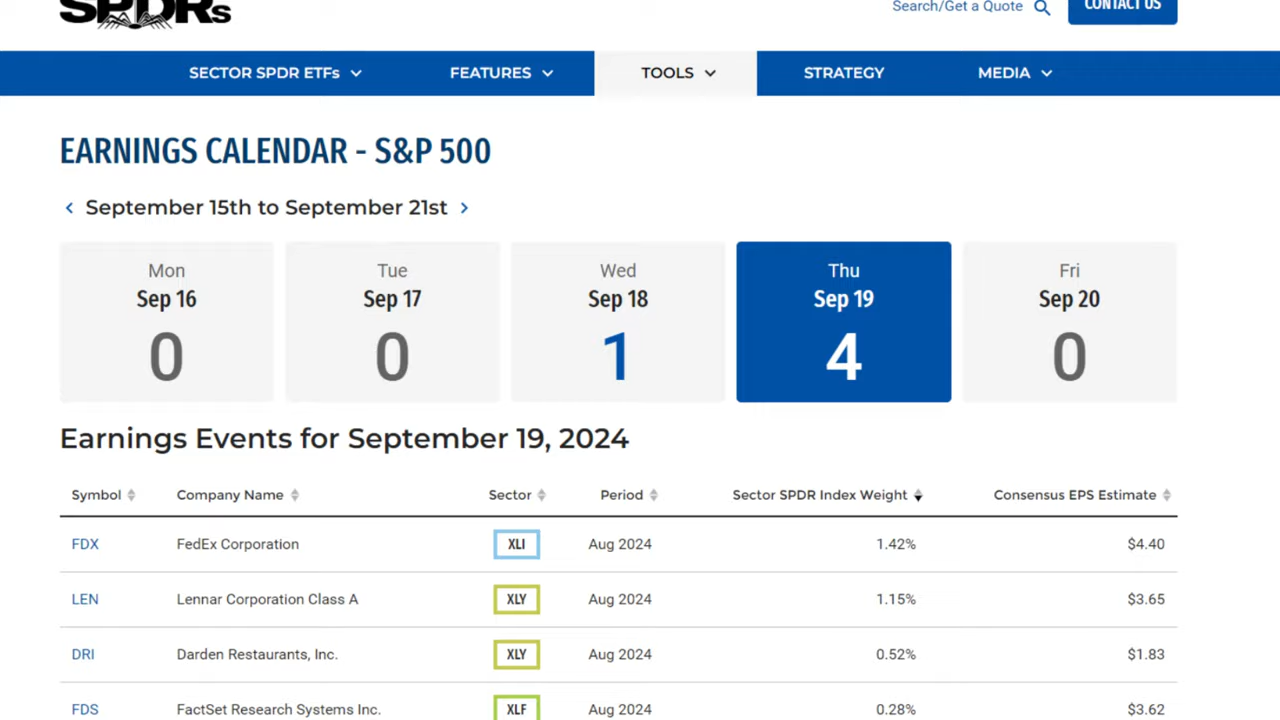 SPDRs
Search/Get a Quote
CONTACT US
SECTOR SPDR ETFs FEATURES TOOLS STRATEGY MEDIA
EARNINGS CALENDAR - S&P 500
September 15th to September 21st
Mon Tue Wed Thu Fri
Sep 16 Sep 17 Sep 18 Sep 19 Sep 20
0 0 1 4 0
Earnings Events for September 19, 2024
Symbol Company Name Sector Period Sector SPDR Index Weight Consensus EPS Estimate
FDX FedEx Corporation XLI Aug 2024 1.42% $4.40
LEN Lennar Corporation Class A XLY Aug 2024 1.15% $3.65
DRI Darden Restaurants, Inc. XLY Aug 2024 0.52% $1.83
FDS FactSet Research Systems Inc. XLF Aug 2024 0.28% $3.62